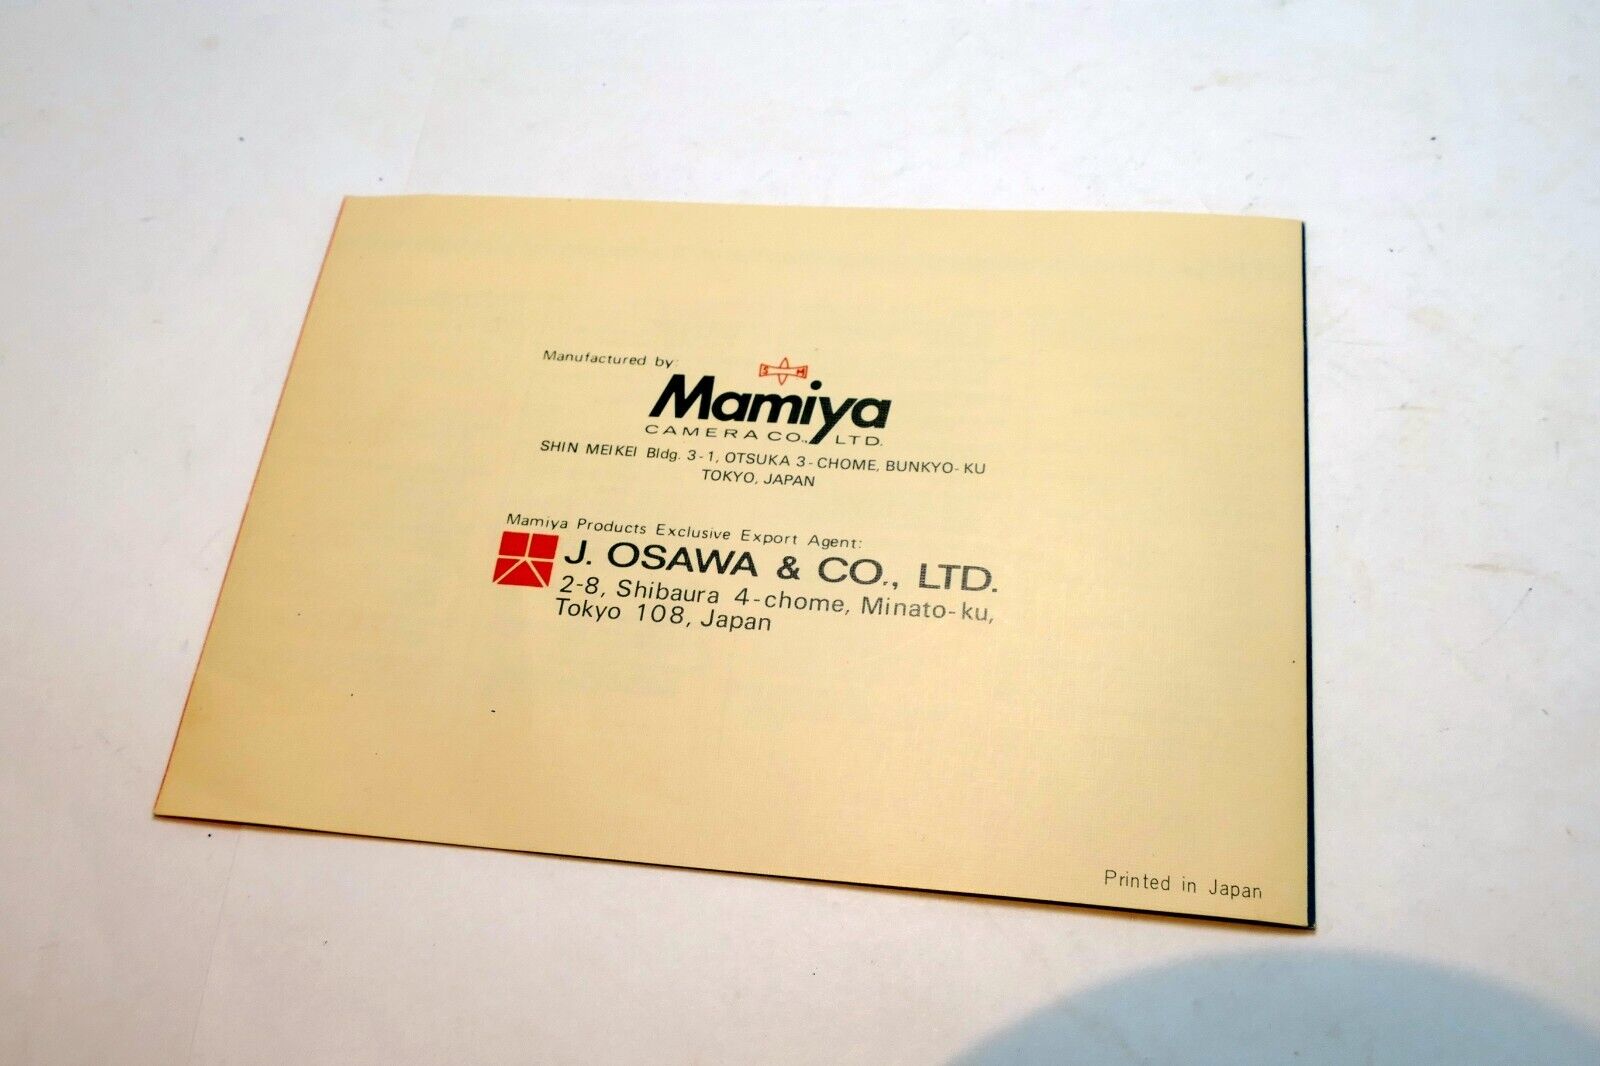 Manufactured by:
S M
Mamiya
CAMERA CO., LTD.
SHIN MEIKEI Bldg. 3-1, OTSUKA 3-CHOME, BUNKYO-KU
TOKYO, JAPAN
Mamiya Products Exclusive Export Agent:
J. OSAWA & CO., LTD.
2-8, Shibaura 4-chome, Minato-ku,
Tokyo 108, Japan
Printed in Japan